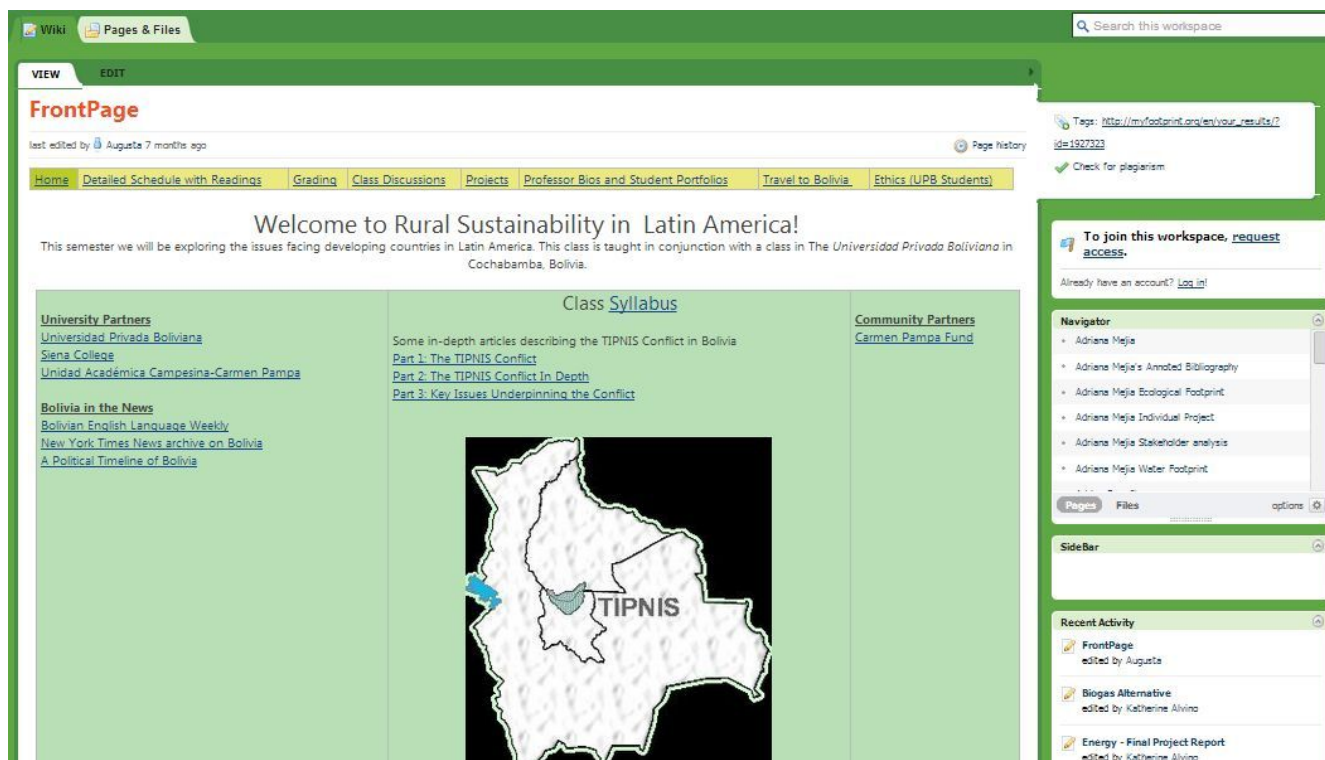 Wiki
Pages & Files
Search this workspace
VIEW
EDIT
FrontPage
last edited by Augusta 7 months ago
Page history
Home
Detailed Schedule with Readings
Grading
Class Discussions
Projects
Professor Bios and Student Portfolios
Travel to Bolivia
Ethics (UPB Students)
Welcome to Rural Sustainability in Latin America!
This semester we will be exploring the issues facing developing countries in Latin America. This class is taught in conjunction with a class in The Universidad Privada Boliviana in
Cochabamba, Bolivia.
University Partners
Universidad Privada Boliviana
Siena College
Unidad Académica Campesina-Carmen Pampa
Bolivia in the News
Bolivian English Language Weekly
New York Times News archive on Bolivia
A Political Timeline of Bolivia
Class Syllabus
Some in-depth articles describing the TIPNIS Conflict in Bolivia
Part 1: The TIPNIS Conflict
Part 2: The TIPNIS Conflict In Depth
Part 3: Key Issues Underpinning the Conflict
TIPNIS
Community Partners
Carmen Pampa Fund
Tags: http://myfootprint.org/en/your_results/?
id=1927323
Check for plagiarism
To join this workspace, request
access.
Already have an account? Log in!
Navigator
Adriana Mejia
Adriana Mejia's Annoted Bibliography
Adriana Mejia Ecological Footprint
Adriana Mejia Individual Project
Adriana Mejia Stakeholder analysis
Adriana Mejia Water Footprint
Pages
Files
options
SideBar
Recent Activity
FrontPage
edited by Augusta
Biogas Alternative
edited by Katherine Alvino
Energy - Final Project Report
edited by Katherine Alvino